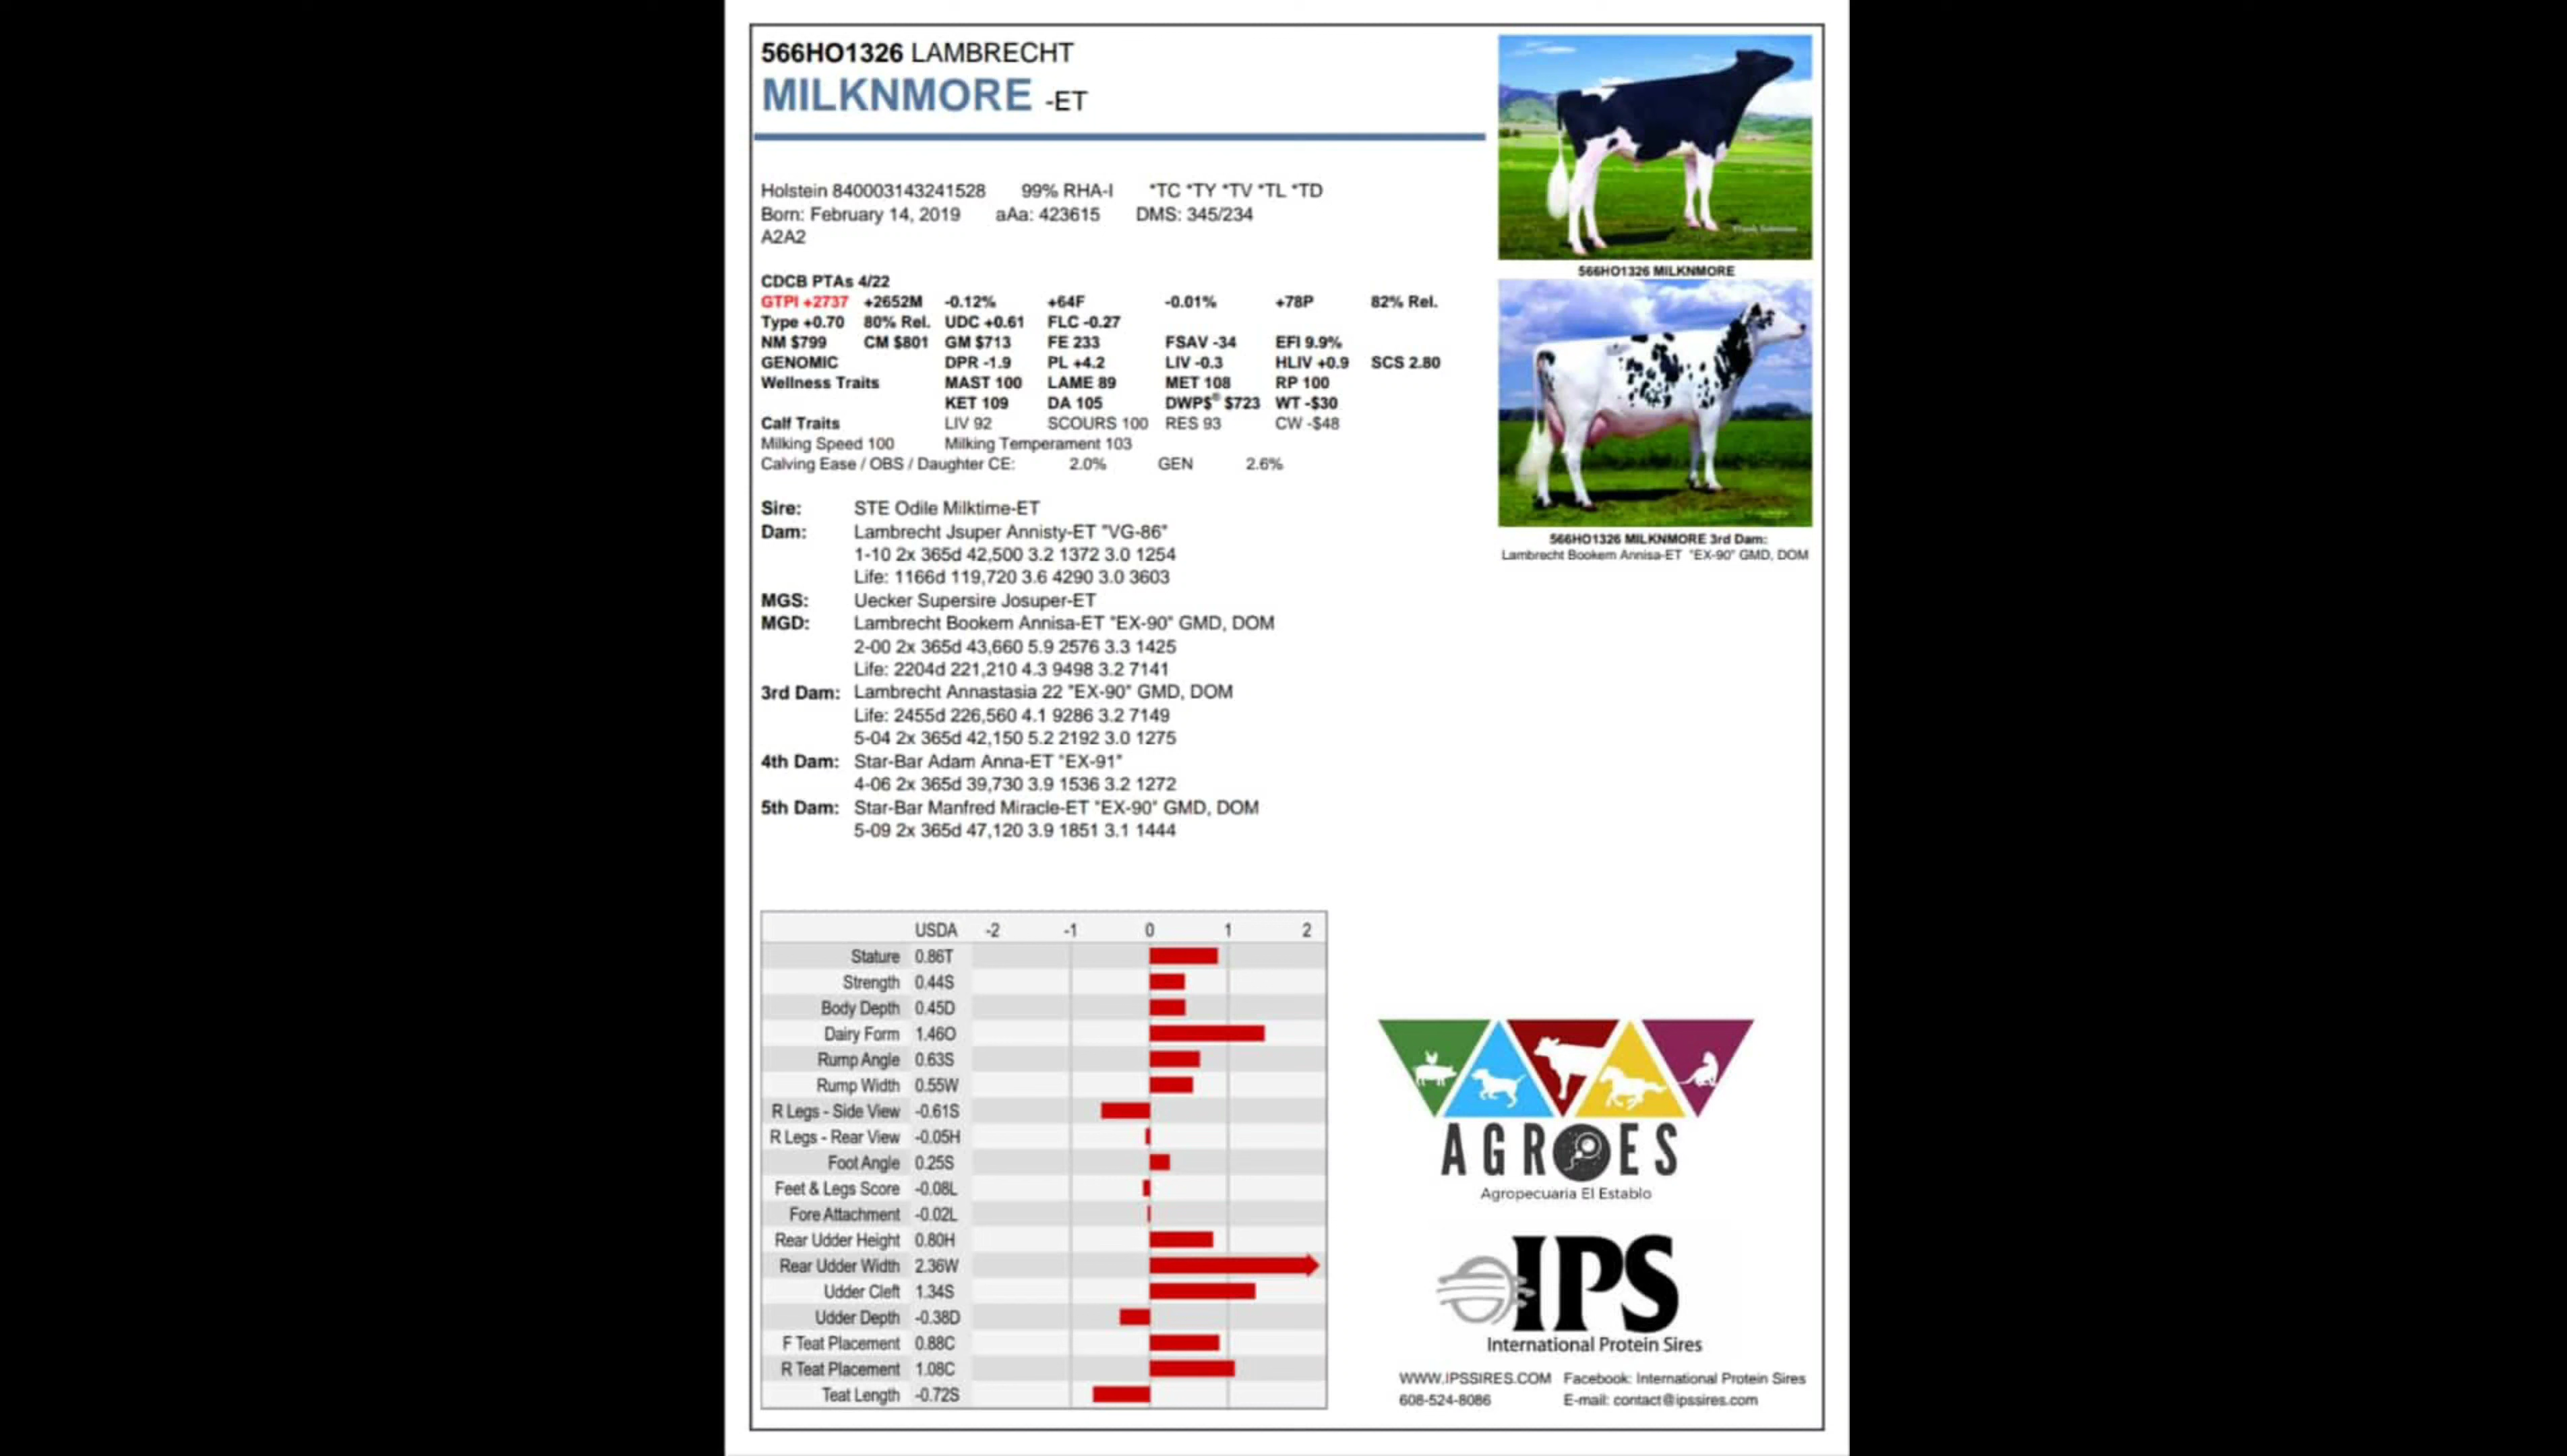 566HO1326 LAMBRECHT
MILKNMORE -ET
Holstein 840003143241528 99% RHA-I *TC *TY *TV *TL *TD
Born: February 14, 2019 aAa: 423615 DMS: 345/234
A2A2
CDCB PTAs 4/22
GTPI +2737 +2652M -0.12% +64F -0.01% +78P 82% Rel.
Type +0.70 80% Rel. UDC +0.61 FLC -0.27
NM $799 CM $801 GM $713 FE 233 FSAV -34 EFI 9.9%
GENOMIC DPR -1.9 PL +4.2 LIV -0.3 HLIV +0.9 SCS 2.80
Wellness Traits MAST 100 LAME 89 MET 108 RP 100
KET 109 DA 105 DWP$® $723 WT -$30
Calf Traits LIV 92 SCOURS 100 RES 93 CW -$48
Milking Speed 100 Milking Temperament 103
Calving Ease / OBS / Daughter CE: 2.0% GEN 2.6%
Sire: STE Odile Milktime-ET
Dam: Lambrecht Jsuper Annisty-ET "VG-86"
1-10 2x 365d 42,500 3.2 1372 3.0 1254
Life: 1166d 119,720 3.6 4290 3.0 3603
MGS: Uecker Supersire Josuper-ET
MGD: Lambrecht Bookem Annisa-ET "EX-90" GMD, DOM
2-00 2x 365d 43,660 5.9 2576 3.3 1425
Life: 2204d 221,210 4.3 9498 3.2 7141
3rd Dam: Lambrecht Annastasia 22 "EX-90" GMD, DOM
Life: 2455d 226,560 4.1 9286 3.2 7149
5-04 2x 365d 42,150 5.2 2192 3.0 1275
4th Dam: Star-Bar Adam Anna-ET "EX-91"
4-06 2x 365d 39,730 3.9 1536 3.2 1272
5th Dam: Star-Bar Manfred Miracle-ET "EX-90" GMD, DOM
5-09 2x 365d 47,120 3.9 1851 3.1 1444
566HO1326 MILKNMORE
566HO1326 MILKNMORE 3rd Dam:
Lambrecht Bookem Annisa-ET "EX-90" GMD, DOM
USDA -2 -1 0 1 2
Stature 0.86T
Strength 0.44S
Body Depth 0.45D
Dairy Form 1.46O
Rump Angle 0.63S
Rump Width 0.55W
R Legs - Side View -0.61S
R Legs - Rear View -0.05H
Foot Angle 0.25S
Feet & Legs Score -0.08L
Fore Attachment -0.02L
Rear Udder Height 0.80H
Rear Udder Width 2.36W
Udder Cleft 1.34S
Udder Depth -0.38D
F Teat Placement 0.88C
R Teat Placement 1.08C
Teat Length -0.72S
AGROES
Agropecuaria El Establo
IPS
International Protein Sires
WWW.IPSSIRES.COM Facebook: International Protein Sires
608-524-8086 E-mail: contact@ipssires.com